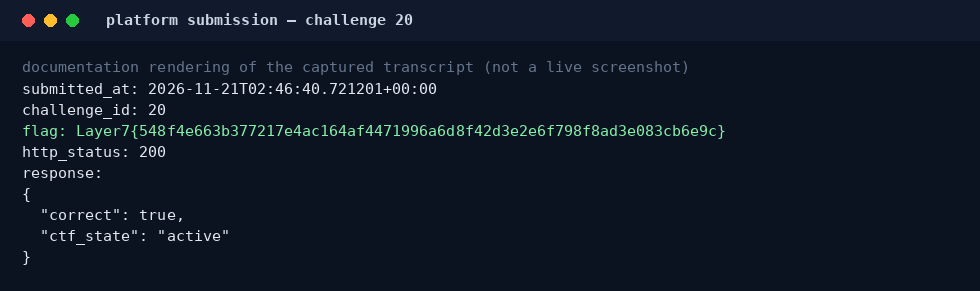 platform submission — challenge 20
documentation rendering of the captured transcript (not a live screenshot)
submitted_at: 2026-11-21T02:46:40.721201+00:00
challenge_id: 20
flag: Layer7{548f4e663b377217e4ac164af4471996a6d8f42d3e2e6f798f8ad3e083cb6e9c}
http_status: 200
response:
{
  "correct": true,
  "ctf_state": "active"
}